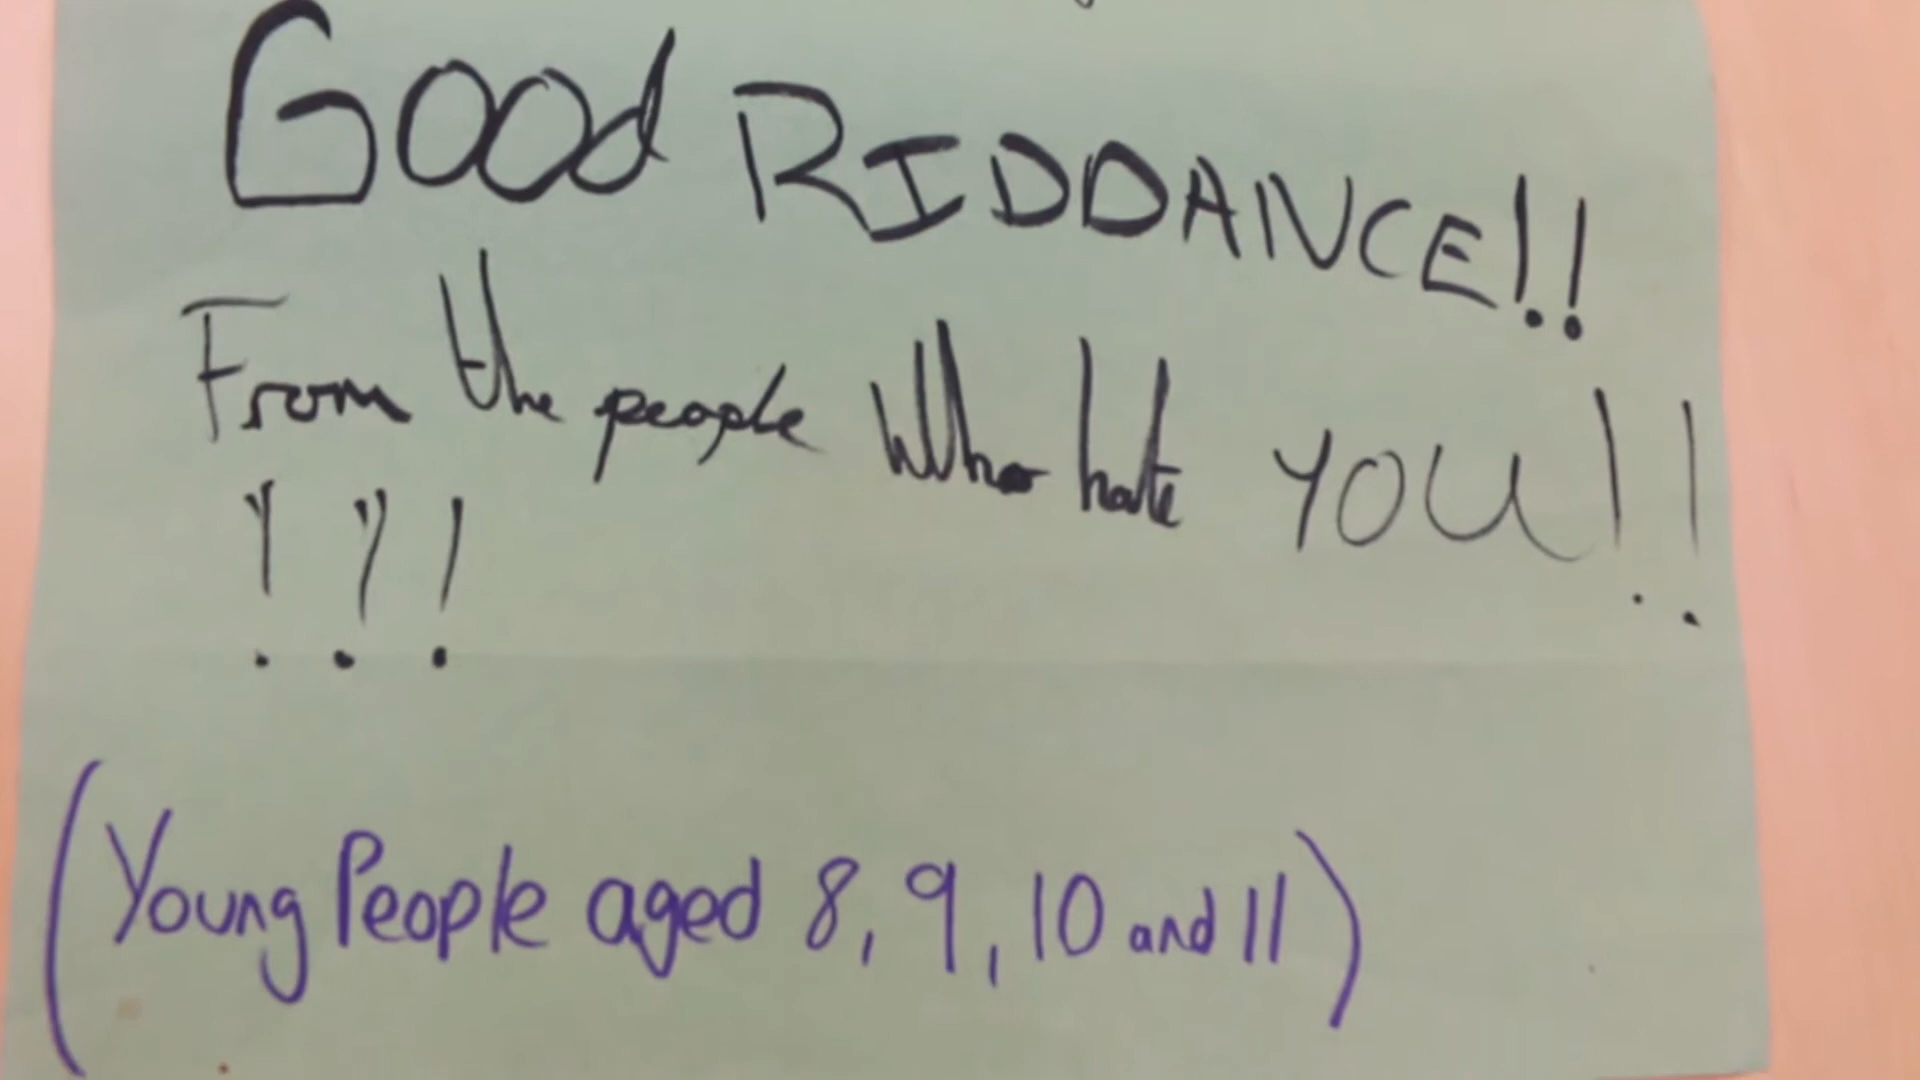 GOOd RIDDANCE!!
From the people Who hate YOU!!
!!!
(Young People aged 8, 9, 10 and 11)